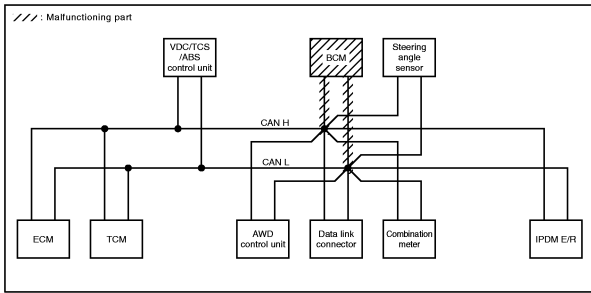 / / / : Malfunctioning part
VDC/TCS
/ABS
control unit
BCM
Steering
angle
sensor
CAN H
CAN L
ECM
TCM
AWD
control unit
Data link
connector
Combination
meter
IPDM E/R